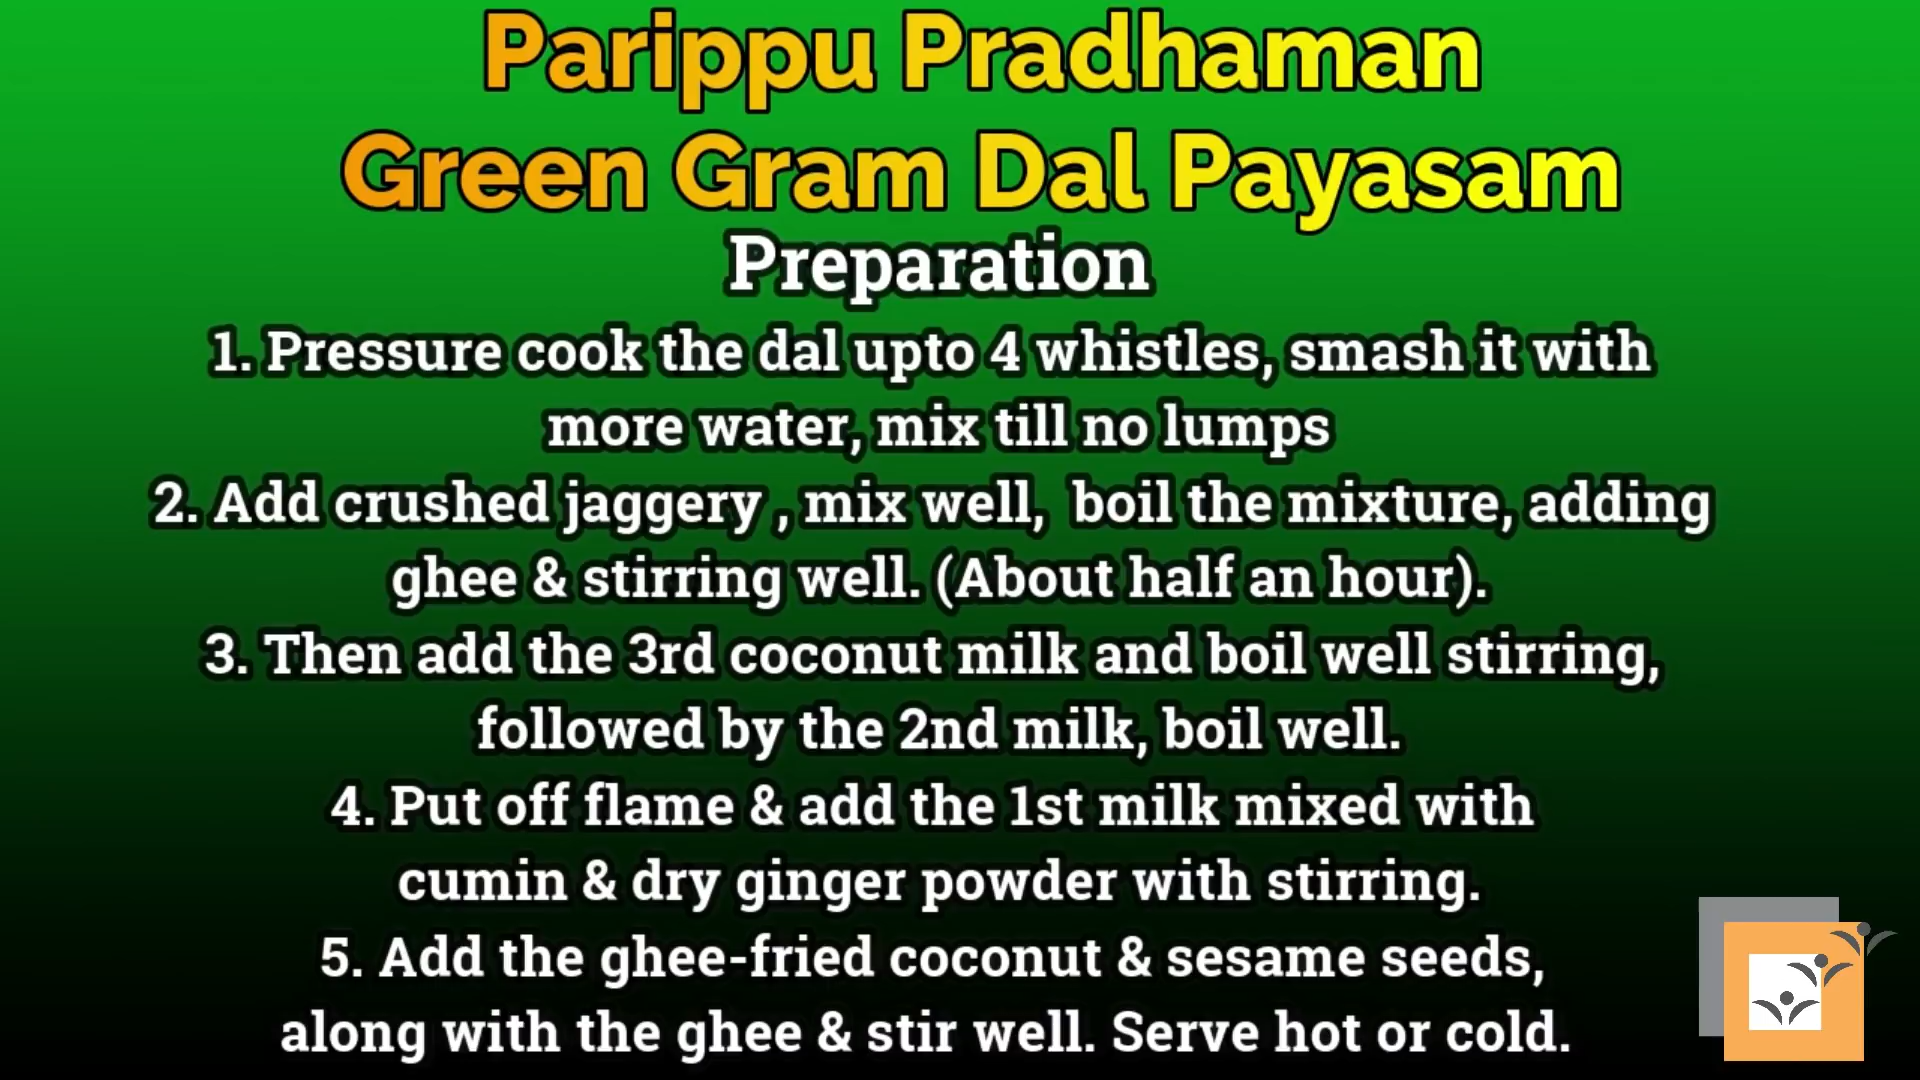 Parippu Pradhaman
Green Gram Dal Payasam
Preparation
1. Pressure cook the dal upto 4 whistles, smash it with
more water, mix till no lumps
2. Add crushed jaggery , mix well,  boil the mixture, adding
ghee & stirring well. (About half an hour).
3. Then add the 3rd coconut milk and boil well stirring,
followed by the 2nd milk, boil well.
4. Put off flame & add the 1st milk mixed with
cumin & dry ginger powder with stirring.
5. Add the ghee-fried coconut & sesame seeds,
along with the ghee & stir well. Serve hot or cold.